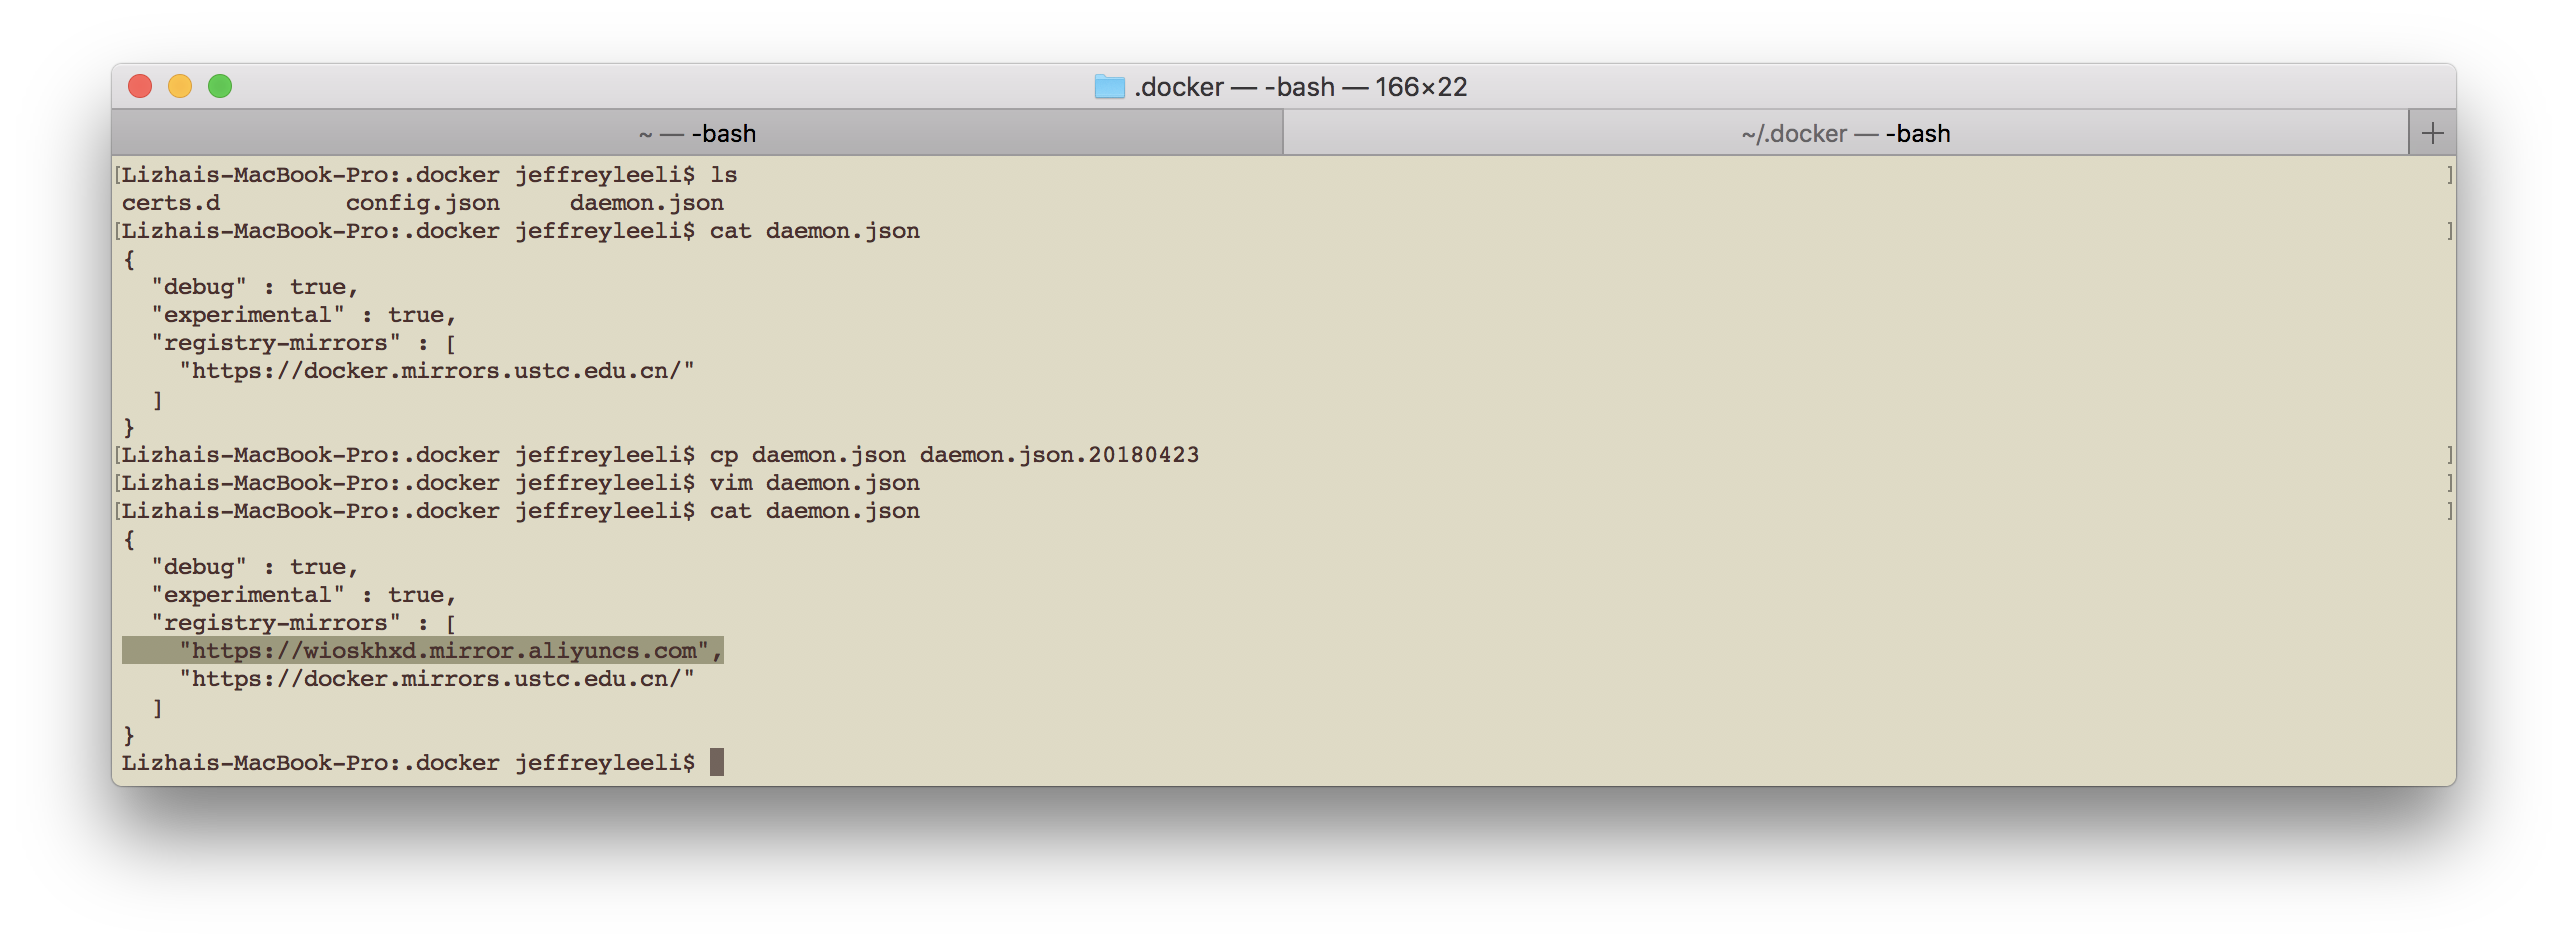 .docker — -bash — 166×22
~ — -bash
~/.docker — -bash
[Lizhais-MacBook-Pro:.docker jeffreyleeli$ ls ]
certs.d         config.json     daemon.json
[Lizhais-MacBook-Pro:.docker jeffreyleeli$ cat daemon.json ]
{
  "debug" : true,
  "experimental" : true,
  "registry-mirrors" : [
    "https://docker.mirrors.ustc.edu.cn/"
  ]
}
[Lizhais-MacBook-Pro:.docker jeffreyleeli$ cp daemon.json daemon.json.20180423 ]
[Lizhais-MacBook-Pro:.docker jeffreyleeli$ vim daemon.json ]
[Lizhais-MacBook-Pro:.docker jeffreyleeli$ cat daemon.json ]
{
  "debug" : true,
  "experimental" : true,
  "registry-mirrors" : [
    "https://wioskhxd.mirror.aliyuncs.com",
    "https://docker.mirrors.ustc.edu.cn/"
  ]
}
Lizhais-MacBook-Pro:.docker jeffreyleeli$